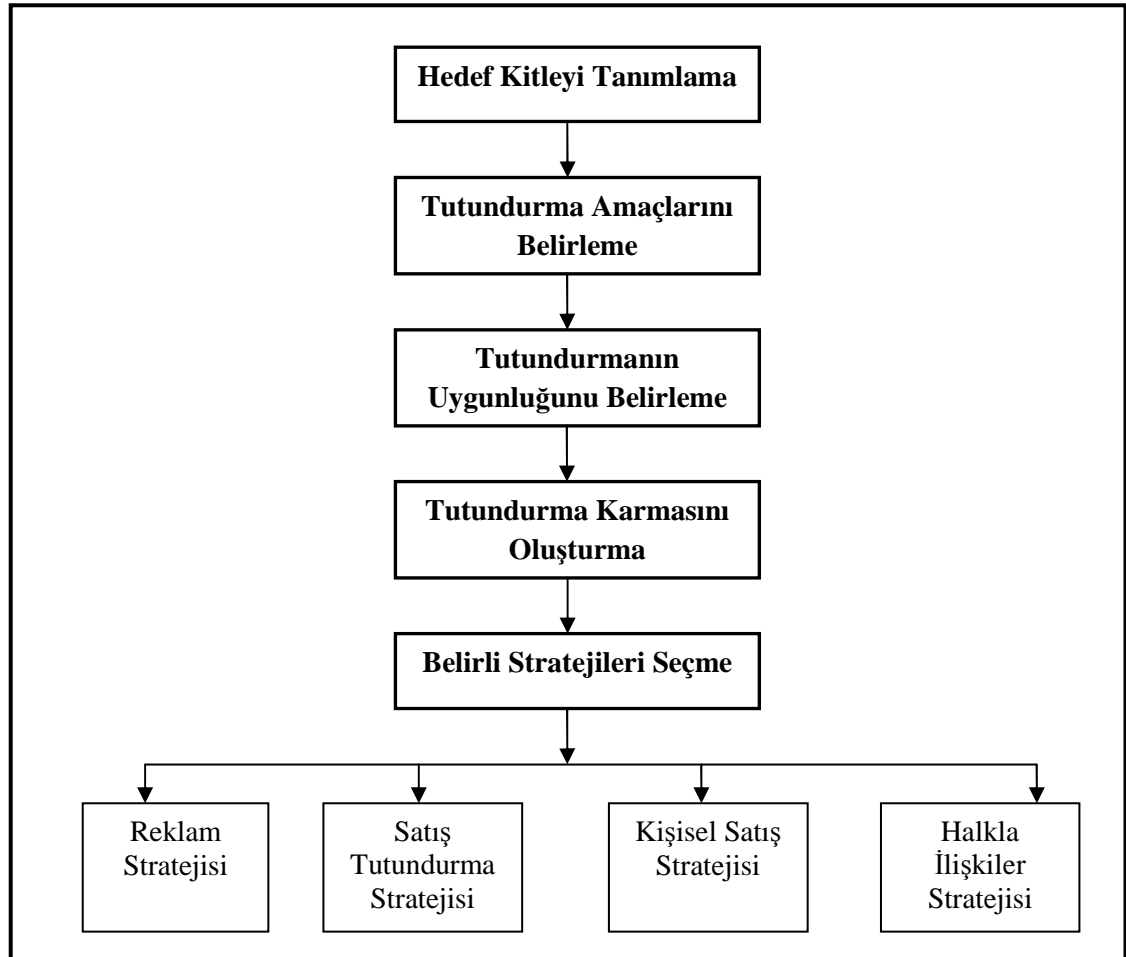 Hedef Kitleyi Tanımlama
Tutundurma Amaçlarını
Belirleme
Tutundurmanın
Uygunluğunu Belirleme
Tutundurma Karmasını
Oluşturma
Belirli Stratejileri Seçme
Reklam
Stratejisi
Satış
Tutundurma
Stratejisi
Kişisel Satış
Stratejisi
Halkla
İlişkiler
Stratejisi